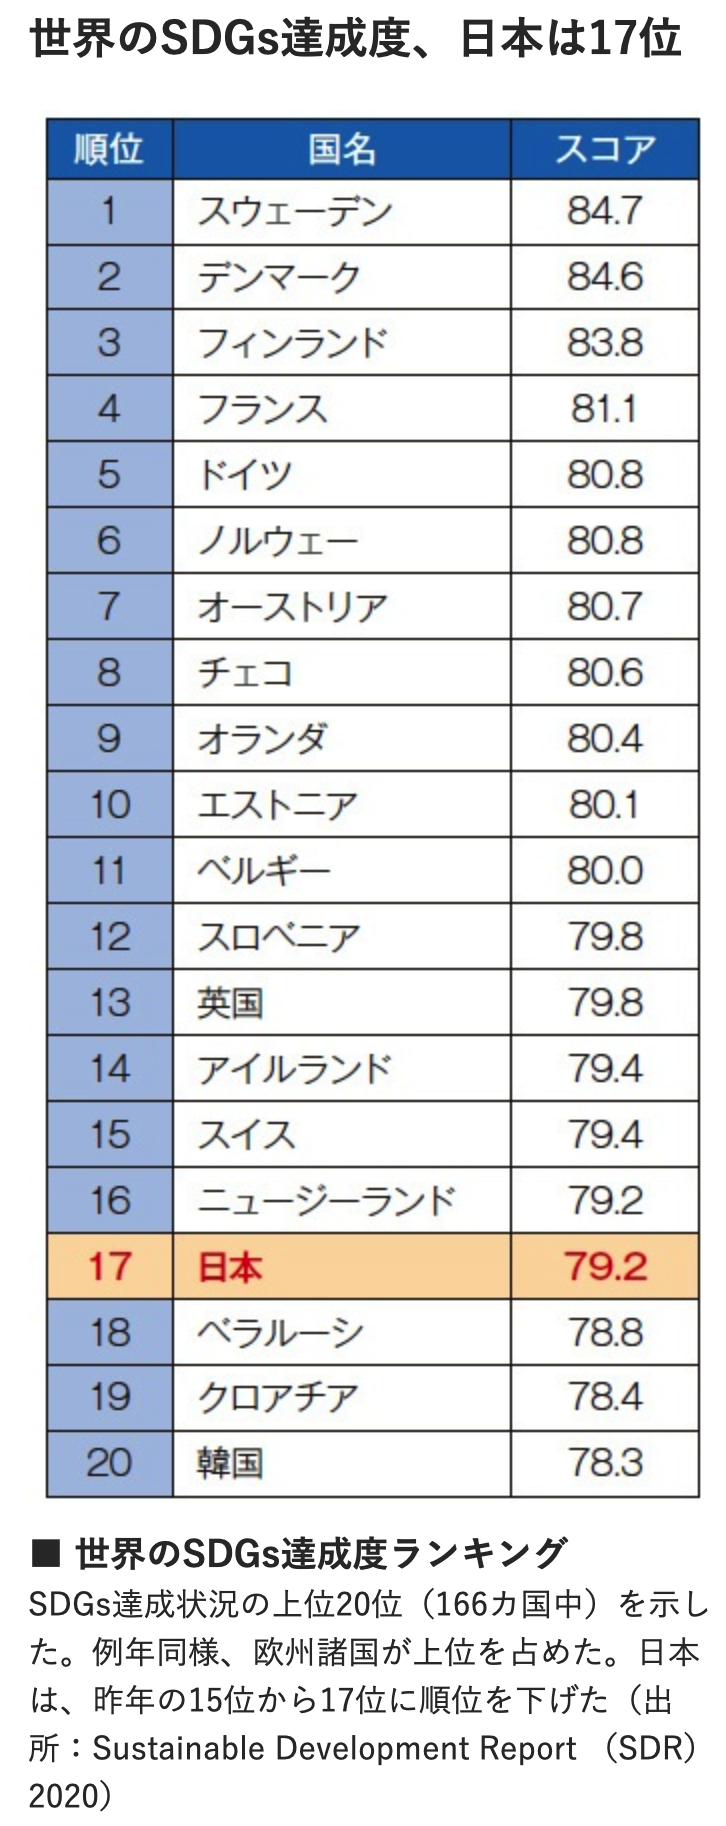 世界のSDGs達成度、日本は17位
順位 国名 スコア
1 スウェーデン 84.7
2 デンマーク 84.6
3 フィンランド 83.8
4 フランス 81.1
5 ドイツ 80.8
6 ノルウェー 80.8
7 オーストリア 80.7
8 チェコ 80.6
9 オランダ 80.4
10 エストニア 80.1
11 ベルギー 80.0
12 スロベニア 79.8
13 英国 79.8
14 アイルランド 79.4
15 スイス 79.4
16 ニュージーランド 79.2
17 日本 79.2
18 ベラルーシ 78.8
19 クロアチア 78.4
20 韓国 78.3
■ 世界のSDGs達成度ランキング
SDGs達成状況の上位20位（166カ国中）を示し
た。例年同様、欧州諸国が上位を占めた。日本
は、昨年の15位から17位に順位を下げた（出
所：Sustainable Development Report （SDR）
2020）